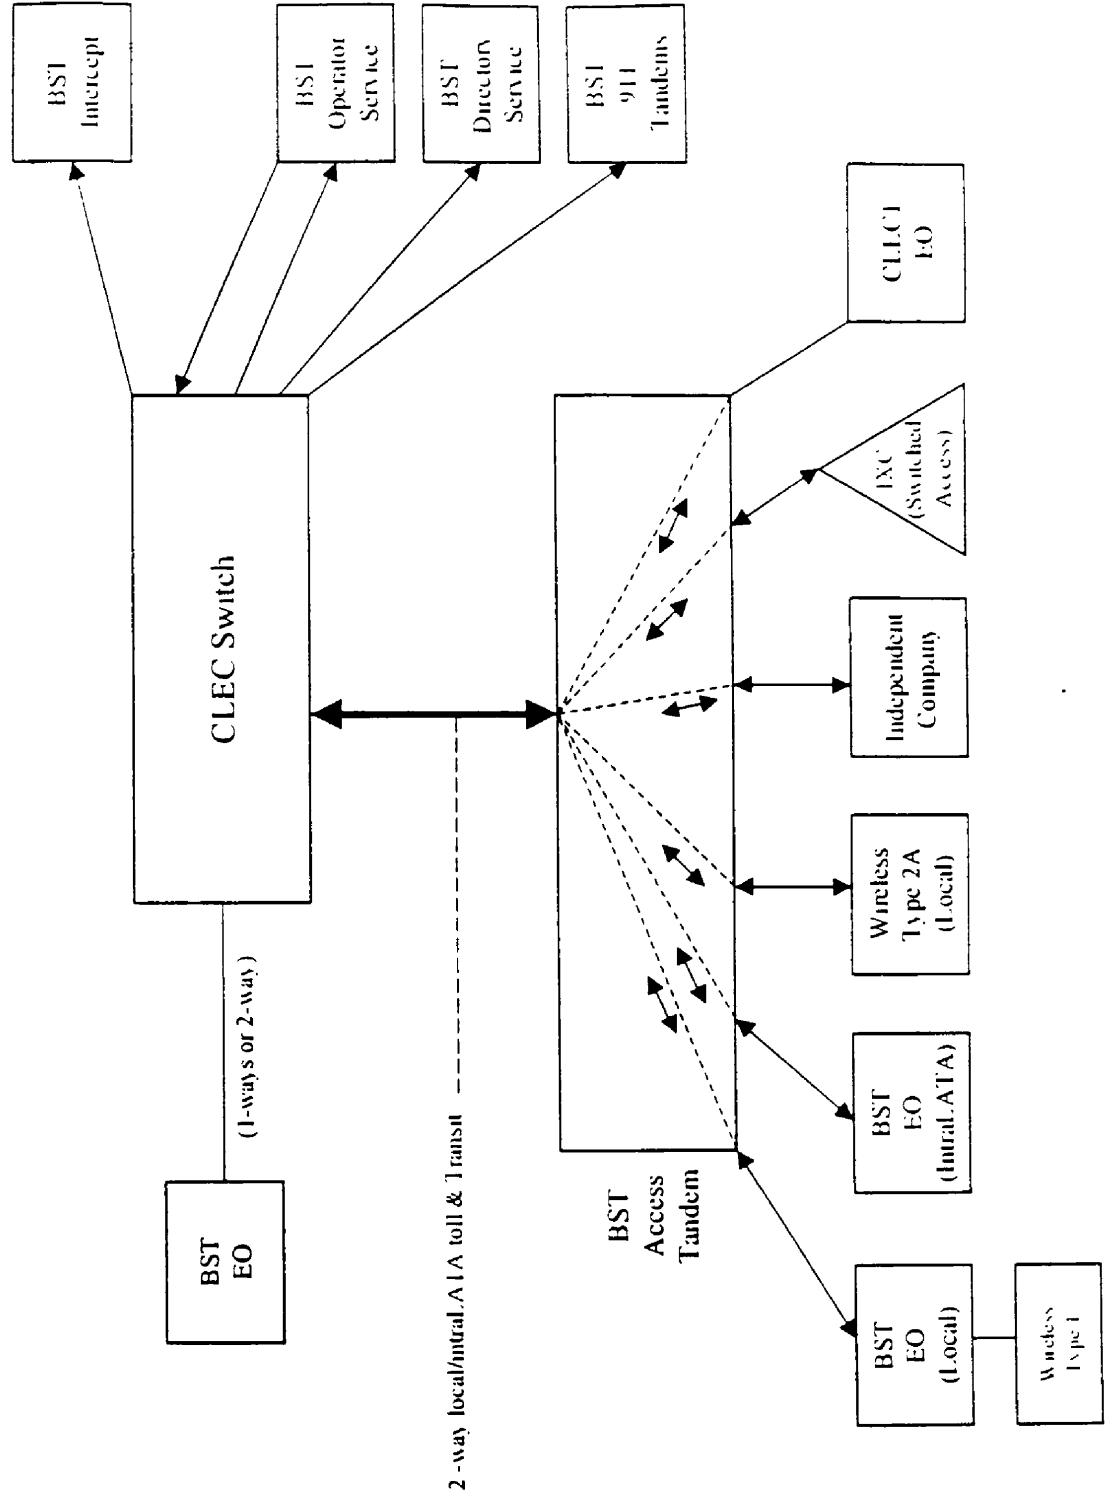 BST
EO
(1-ways or 2-way)
CLEC Switch
BST
Intercept
BST
Operator
Service
BST
Directory
Service
BST
911
Tandems
2-way local/intraLATA toll & Transit
BST
Access
Tandem
BST
EO
(Local)
Wireless
Type 1
BST
EO
(IntraLATA)
Wireless
Type 2A
(Local)
Independent
Company
IXC
(Switched
Access)
CLEC1
EO